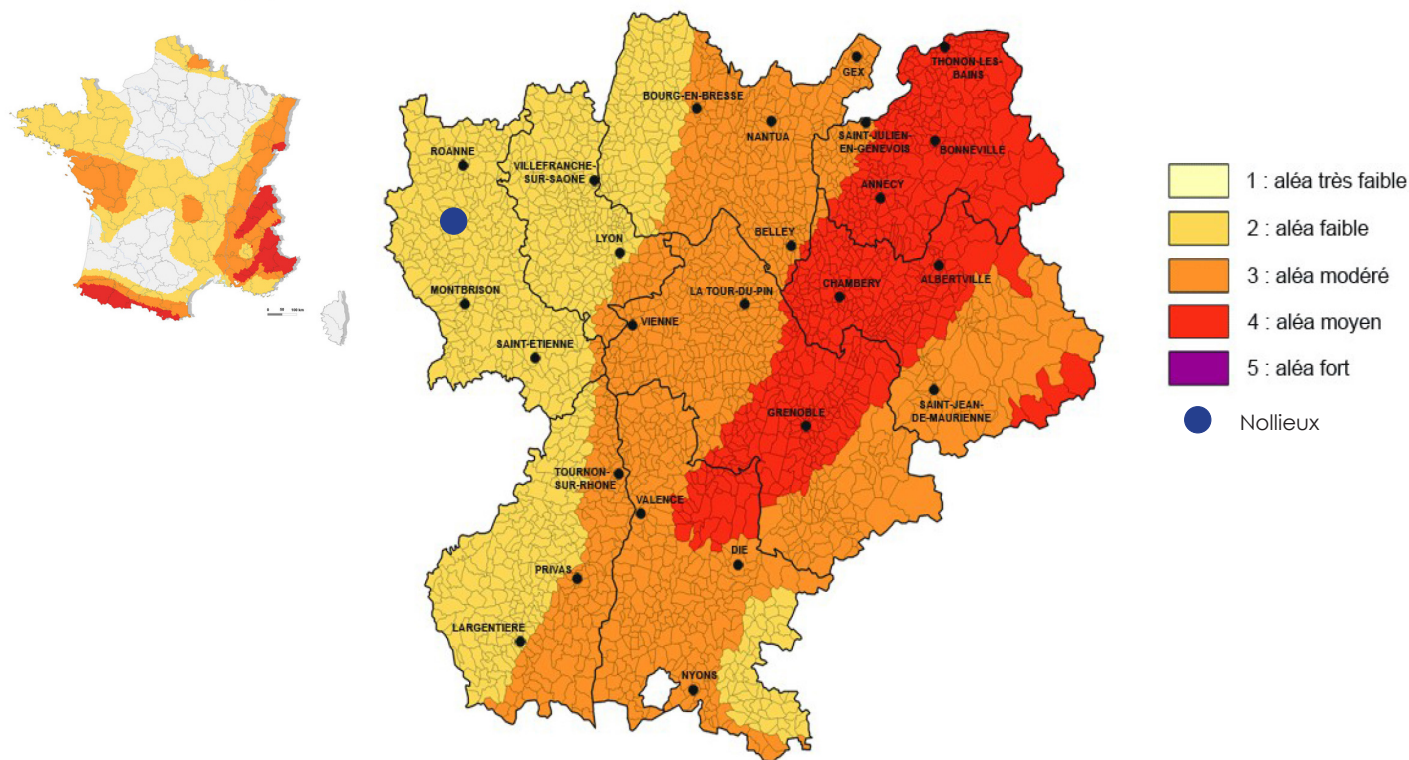 THONON-LES-
BAINS
GEX
BOURG-EN-BRESSE
NANTUA
SAINT-JULIEN-
EN-GENEVOIS
BONNEVILLE
ROANNE
VILLEFRANCHE-
SUR-SAONE
ANNECY
BELLEY
LYON
ALBERTVILLE
MONTBRISON
LA TOUR-DU-PIN
CHAMBERY
VIENNE
SAINT-ETIENNE
SAINT-JEAN-
DE-MAURIENNE
GRENOBLE
TOURNON-
SUR-RHONE
VALENCE
DIE
PRIVAS
LARGENTIERE
NYONS
1 : aléa très faible
2 : aléa faible
3 : aléa modéré
4 : aléa moyen
5 : aléa fort
Nollieux